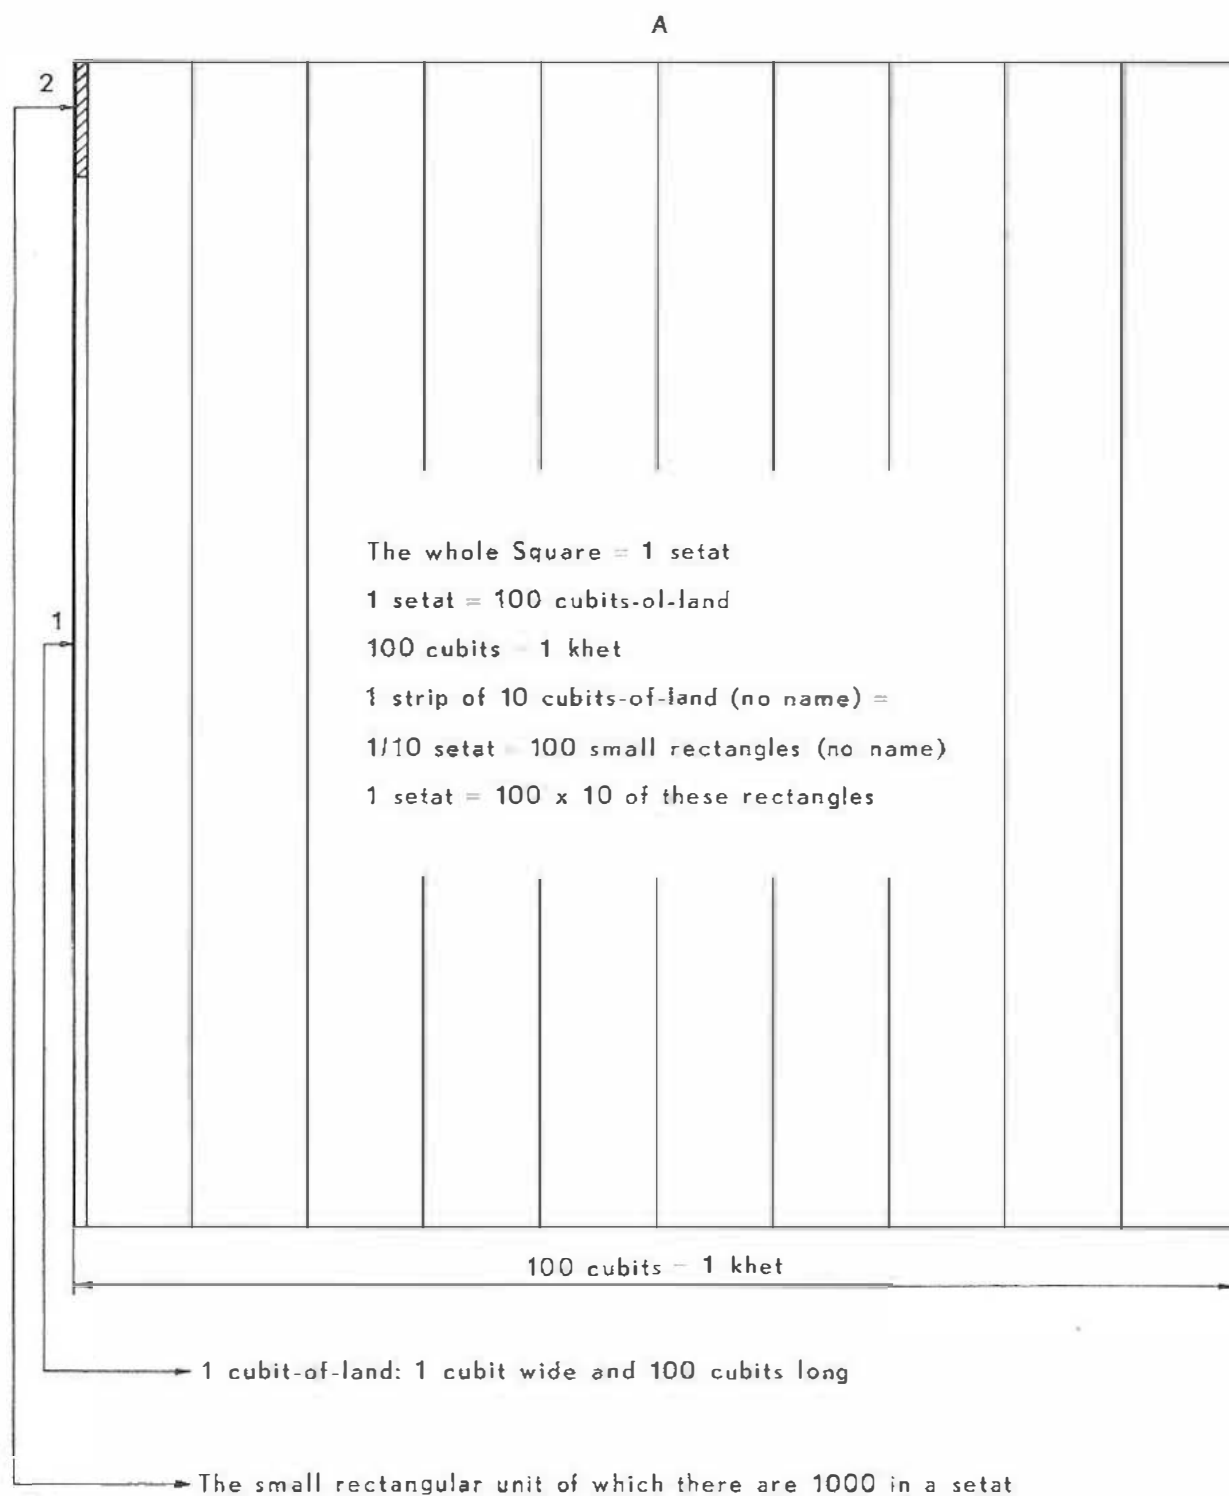 A
2
The whole Square = 1 setat
1 setat = 100 cubits-ol-land
1
100 cubits = 1 khet
1 strip of 10 cubits-of-land (no name) =
1/10 setat = 100 small rectangles (no name)
1 setat = 100 x 10 of these rectangles
100 cubits = 1 khet
1 cubit-of-land: 1 cubit wide and 100 cubits long
The small rectangular unit of which there are 1000 in a setat